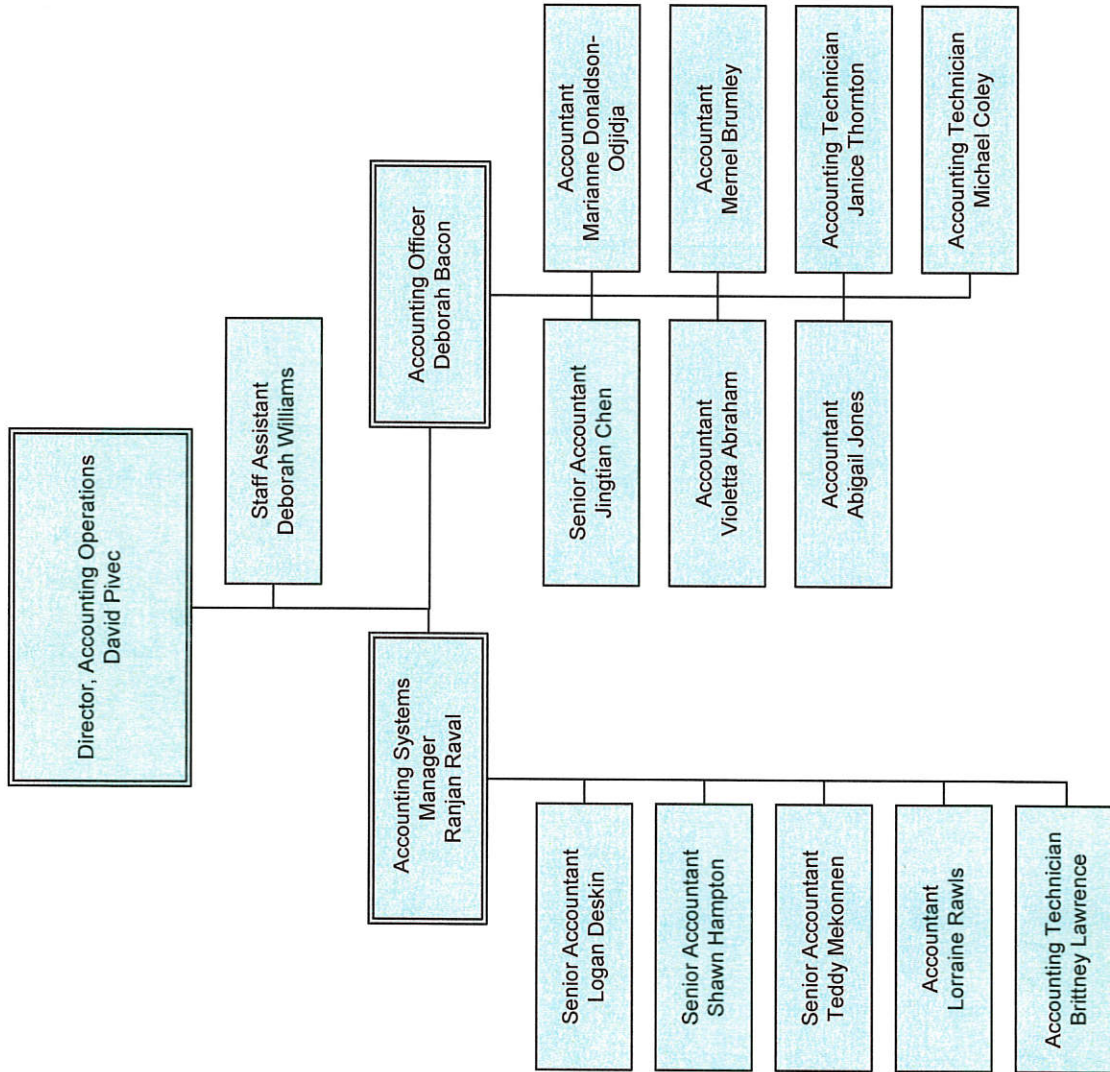 Director, Accounting Operations
David Pivec
Staff Assistant
Deborah Williams
Accounting Systems
Manager
Ranjan Raval
Accounting Officer
Deborah Bacon
Senior Accountant
Logan Deskin
Senior Accountant
Shawn Hampton
Senior Accountant
Teddy Mekonnen
Accountant
Lorraine Rawls
Accounting Technician
Brittney Lawrence
Senior Accountant
Jingtian Chen
Accountant
Marianne Donaldson-
Odjidja
Accountant
Violetta Abraham
Accountant
Mernel Brumley
Accountant
Abigail Jones
Accounting Technician
Janice Thornton
Accounting Technician
Michael Coley